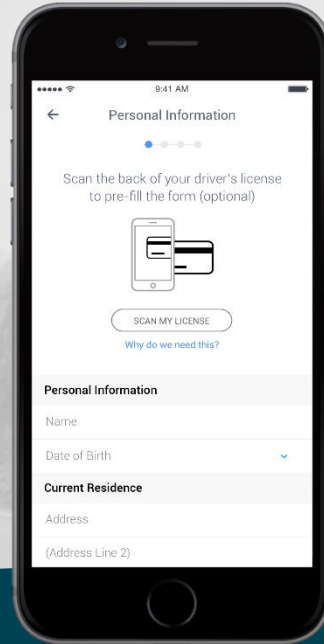 9:41 AM
Personal Information
Scan the back of your driver's license
to pre-fill the form (optional)
SCAN MY LICENSE
Why do we need this?
Personal Information
Name
Date of Birth
Current Residence
Address
(Address Line 2)